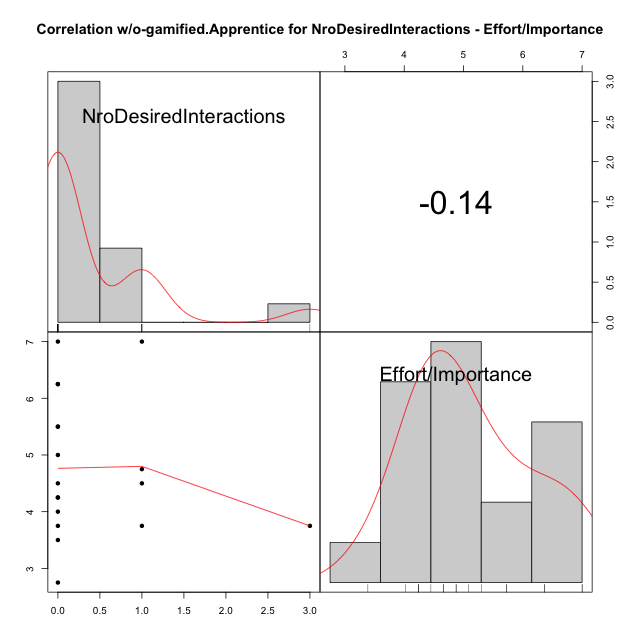 Correlation w/o-gamified.Apprentice for NroDesiredInteractions - Effort/Importance
3 4 5 6 7
NroDesiredInteractions
-0.14
3.0
2.5
2.0
1.5
1.0
0.5
0.0
7
6
5
4
3
Effort/Importance
0.0 0.5 1.0 1.5 2.0 2.5 3.0